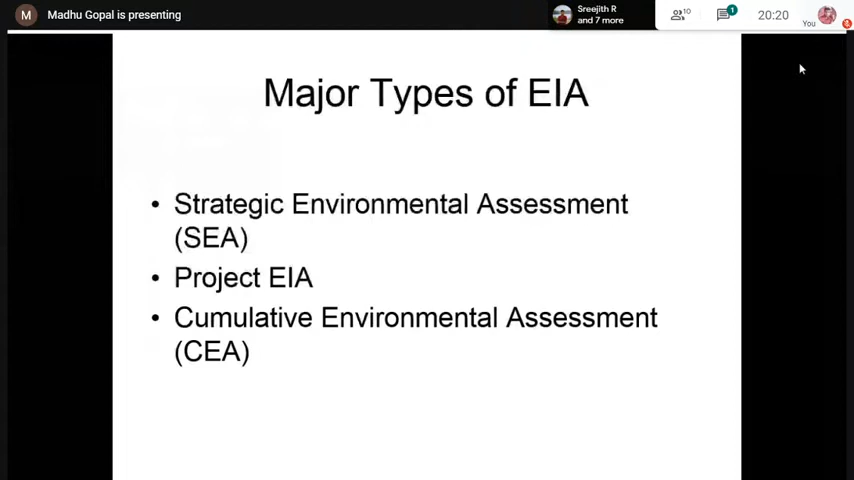 M Madhu Gopal is presenting
Sreejith R
and 7 more
10
1
20:20
You
Major Types of EIA
• Strategic Environmental Assessment
(SEA)
• Project EIA
• Cumulative Environmental Assessment
(CEA)